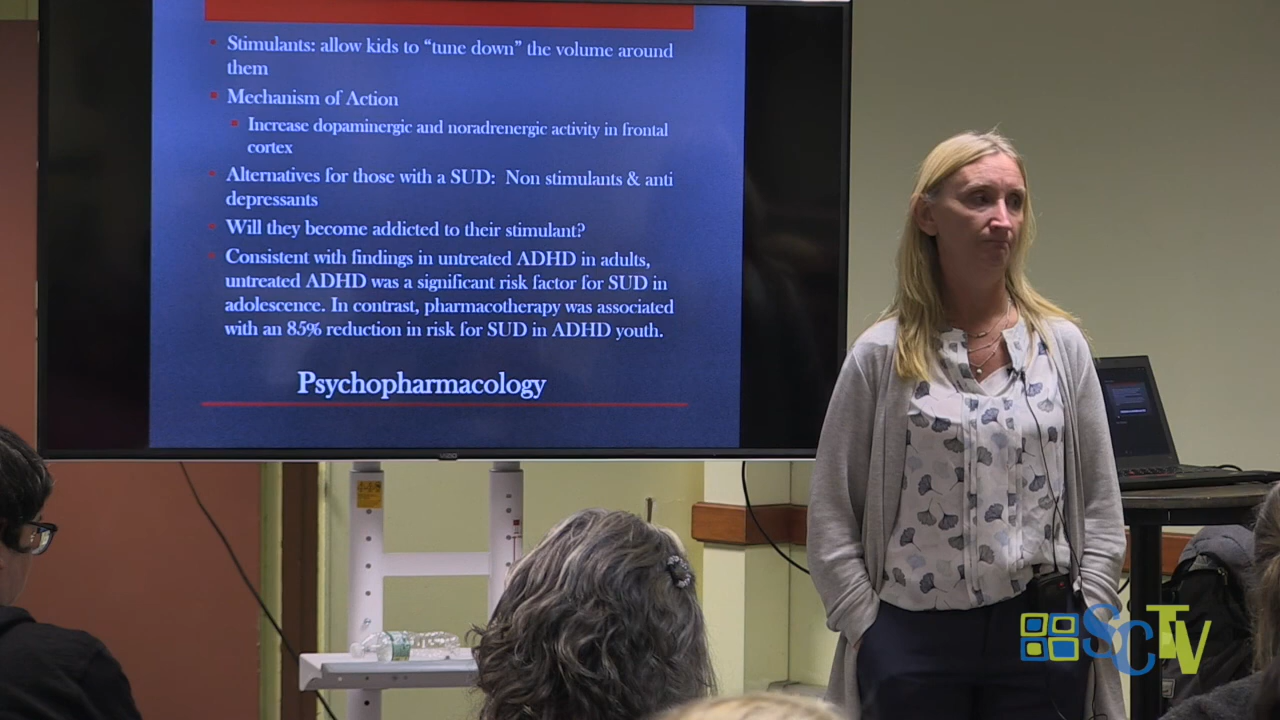 Stimulants: allow kids to “tune down” the volume around
them
Mechanism of Action
Increase dopaminergic and noradrenergic activity in frontal
cortex
Alternatives for those with a SUD: Non stimulants & anti
depressants
Will they become addicted to their stimulant?
Consistent with findings in untreated ADHD in adults,
untreated ADHD was a significant risk factor for SUD in
adolescence. In contrast, pharmacotherapy was associated
with an 85% reduction in risk for SUD in ADHD youth.
Psychopharmacology
VIZIO
SCTV